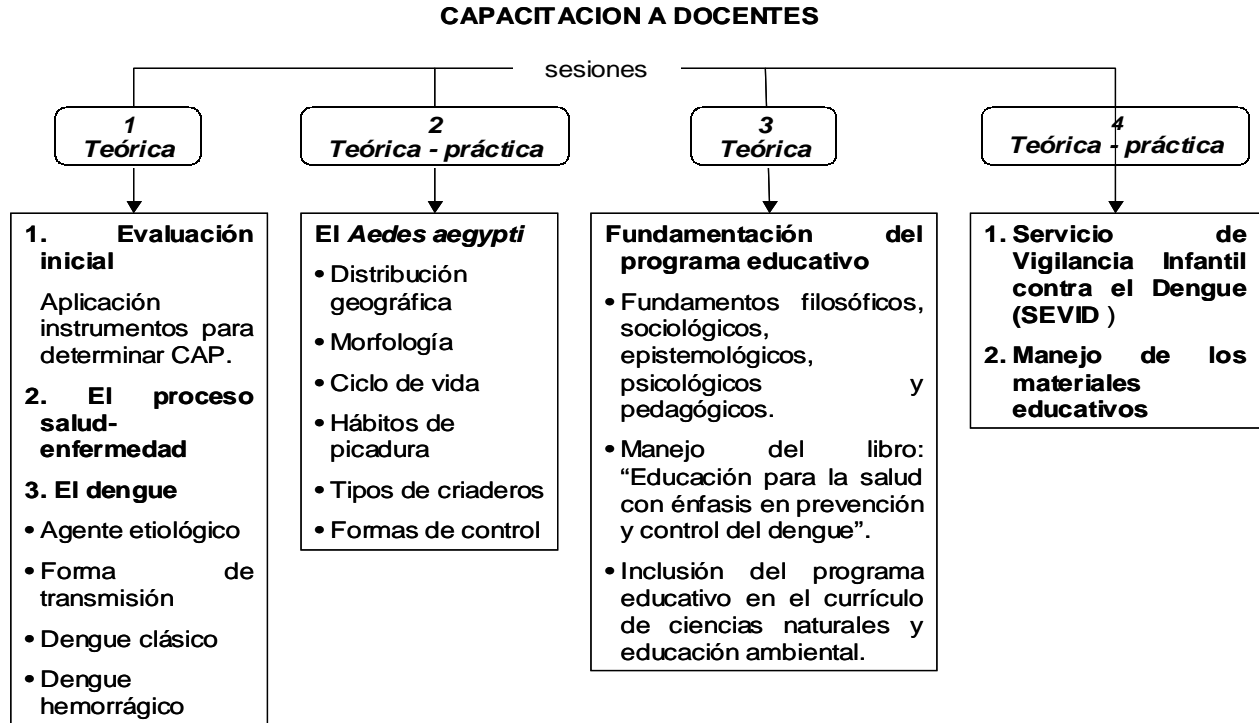 CAPACITACION A DOCENTES
sesiones
1
Teórica
2
Teórica - práctica
3
Teórica
4
Teórica - práctica
1. Evaluación
inicial
Aplicación
instrumentos para
determinar CAP.
2. El proceso
salud-
enfermedad
3. El dengue
• Agente etiológico
• Forma de
transmisión
• Dengue clásico
• Dengue
hemorrágico
El Aedes aegypti
• Distribución
geográfica
• Morfología
• Ciclo de vida
• Hábitos de
picadura
• Tipos de criaderos
• Formas de control
Fundamentación del
programa educativo
• Fundamentos filosóficos,
sociológicos,
epistemológicos,
psicológicos y
pedagógicos.
• Manejo del libro:
“Educación para la salud
con énfasis en prevención
y control del dengue”.
• Inclusión del programa
educativo en el currículo
de ciencias naturales y
educación ambiental.
1. Servicio de
Vigilancia Infantil
contra el Dengue
(SEVID )
2. Manejo de los
materiales
educativos